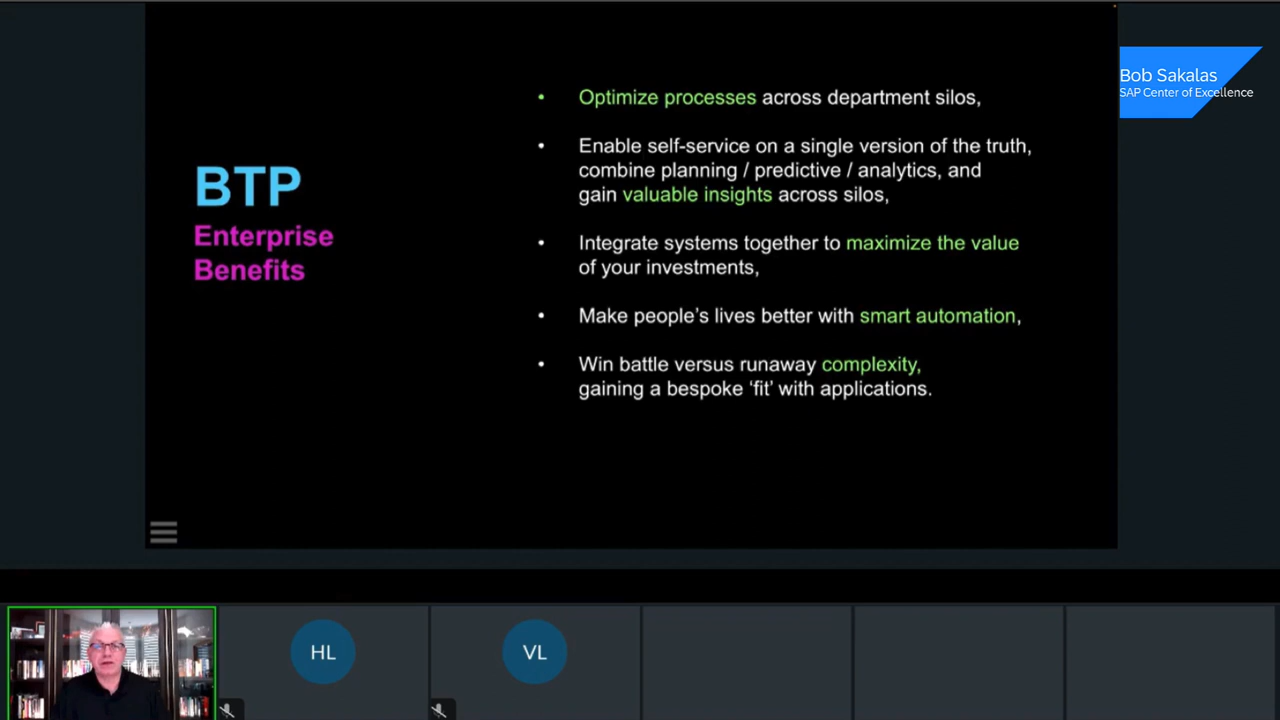 Bob Sakalas
SAP Center of Excellence
BTP
Enterprise
Benefits
• Optimize processes across department silos,
• Enable self-service on a single version of the truth,
combine planning / predictive / analytics, and
gain valuable insights across silos,
• Integrate systems together to maximize the value
of your investments,
• Make people’s lives better with smart automation,
• Win battle versus runaway complexity,
gaining a bespoke ‘fit’ with applications.
HL
VL